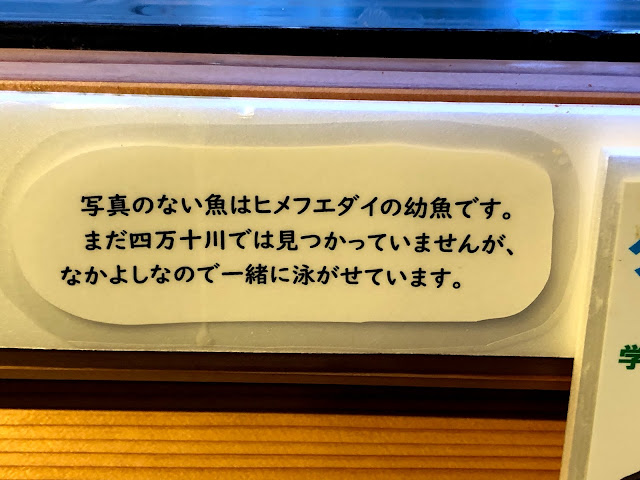 写真のない魚はヒメフエダイの幼魚です。
まだ四万十川では見つかっていませんが、
なかよしなので一緒に泳がせています。
学